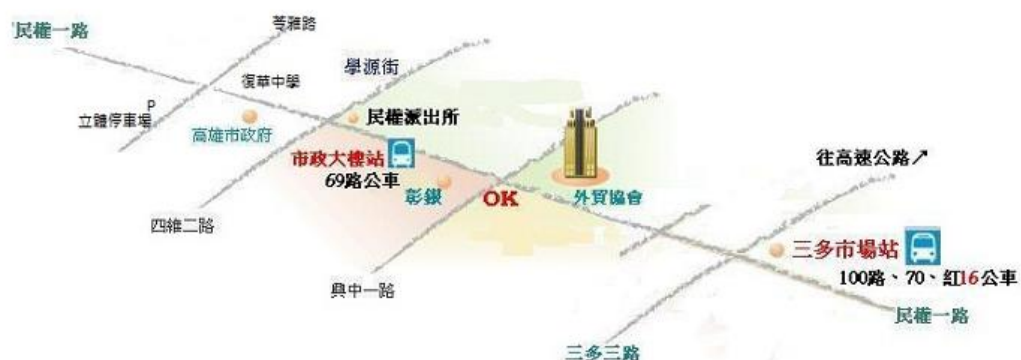 苓雅路
民權一路
學源街
復華中學
P
立體停車場
民權派出所
高雄市政府
市政大樓站
69路公車
彰銀
OK
外貿協會
往高速公路↗
四維二路
三多市場站
100路、70、紅16公車
興中一路
民權一路
三多三路